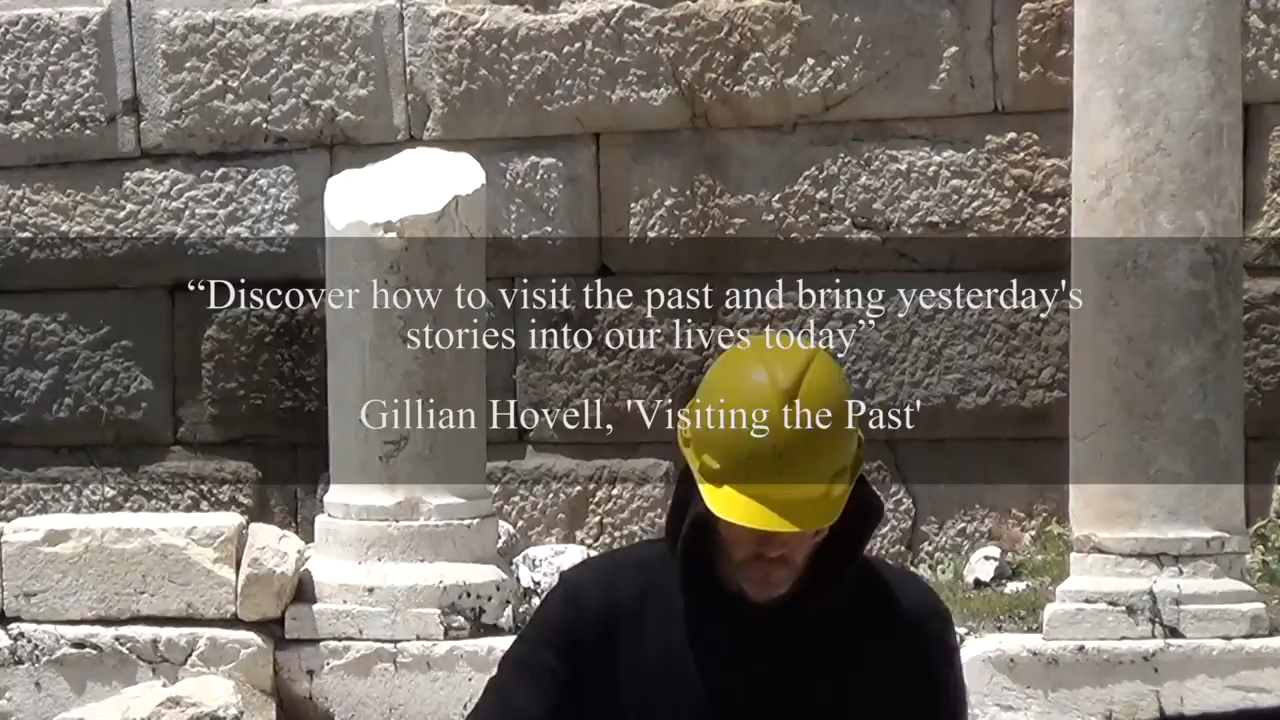 “Discover how to visit the past and bring yesterday's
stories into our lives today”
Gillian Hovell, 'Visiting the Past'